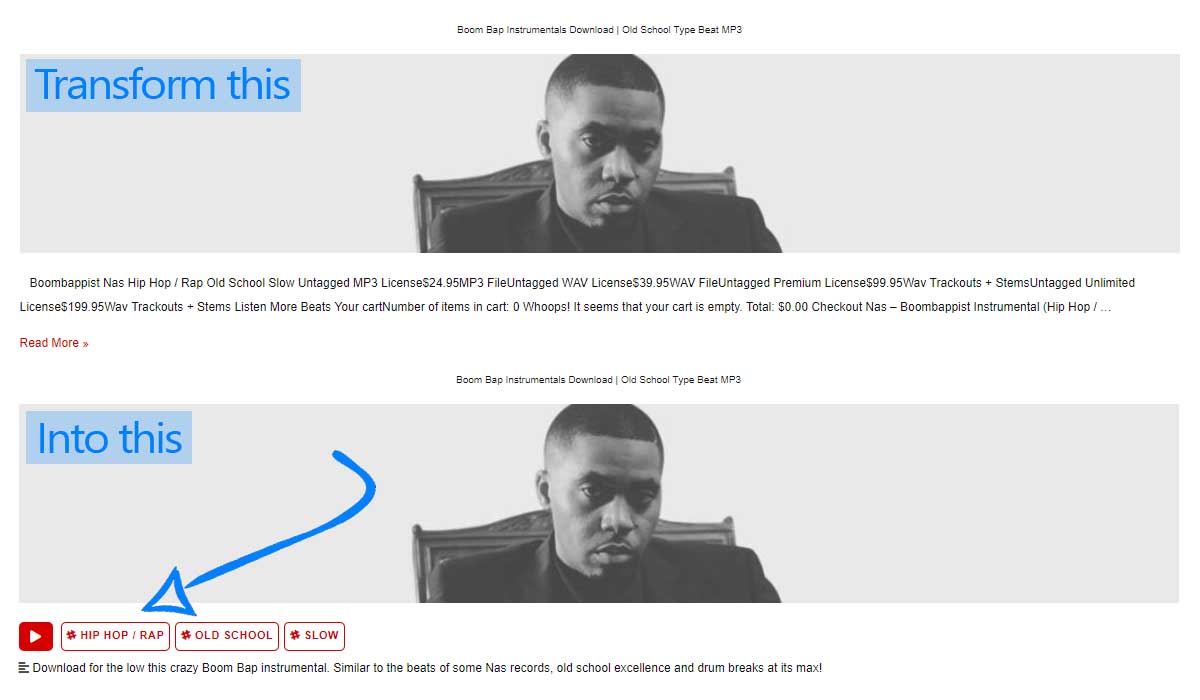 Boom Bap Instrumentals Download | Old School Type Beat MP3
Transform this
Boombappist Nas Hip Hop / Rap Old School Slow Untagged MP3 License$24.95MP3 FileUntagged WAV License$39.95WAV FileUntagged Premium License$99.95Wav Trackouts + StemsUntagged Unlimited
License$199.95Wav Trackouts + Stems Listen More Beats Your cartNumber of items in cart: 0 Whoops! It seems that your cart is empty. Total: $0.00 Checkout Nas – Boombappist Instrumental (Hip Hop / …
Read More »
Boom Bap Instrumentals Download | Old School Type Beat MP3
Into this
HIP HOP / RAP OLD SCHOOL SLOW
Download for the low this crazy Boom Bap instrumental. Similar to the beats of some Nas records, old school excellence and drum breaks at its max!